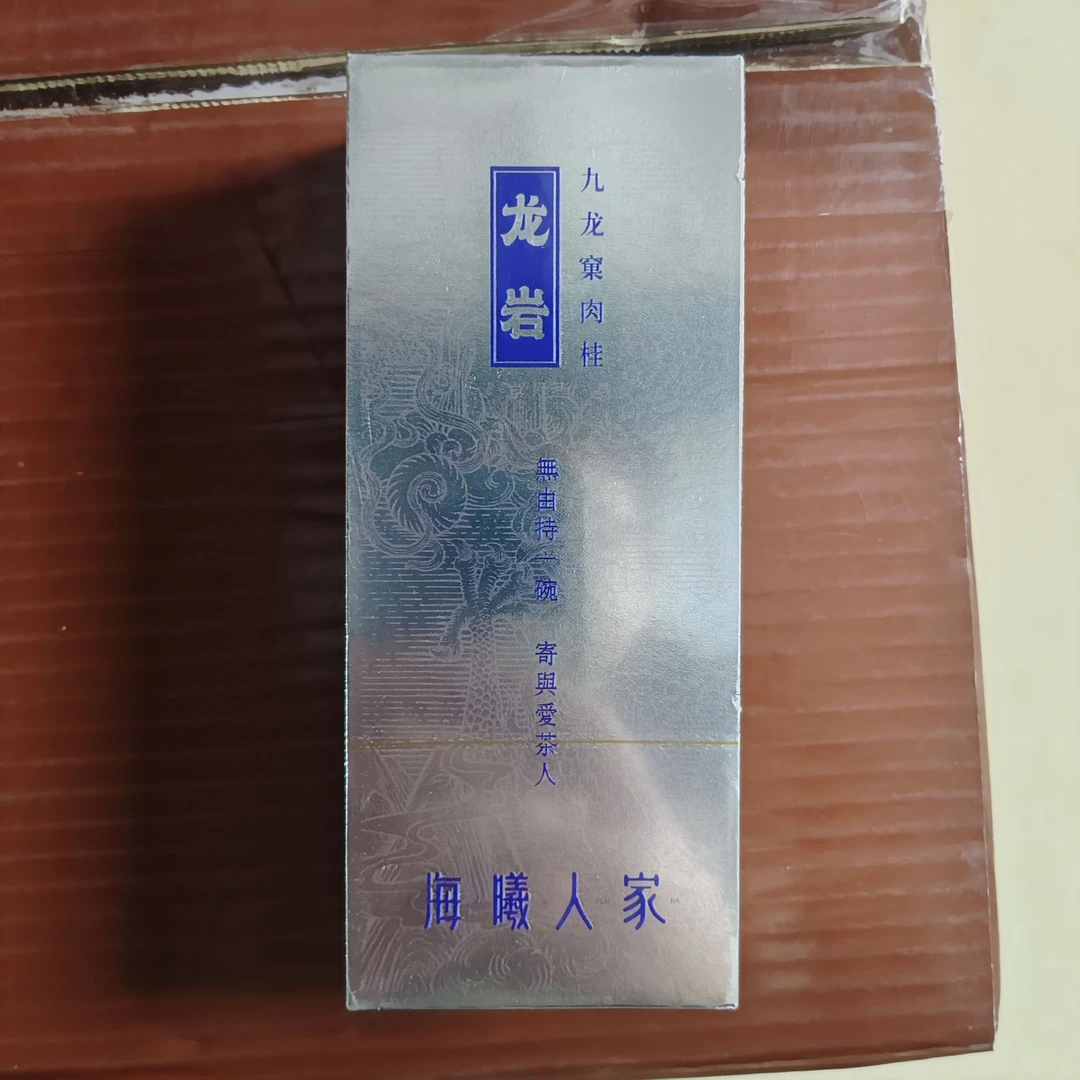 九龙窠肉桂
龙岩
無由持一碗 寄與愛茶人
海曦人家